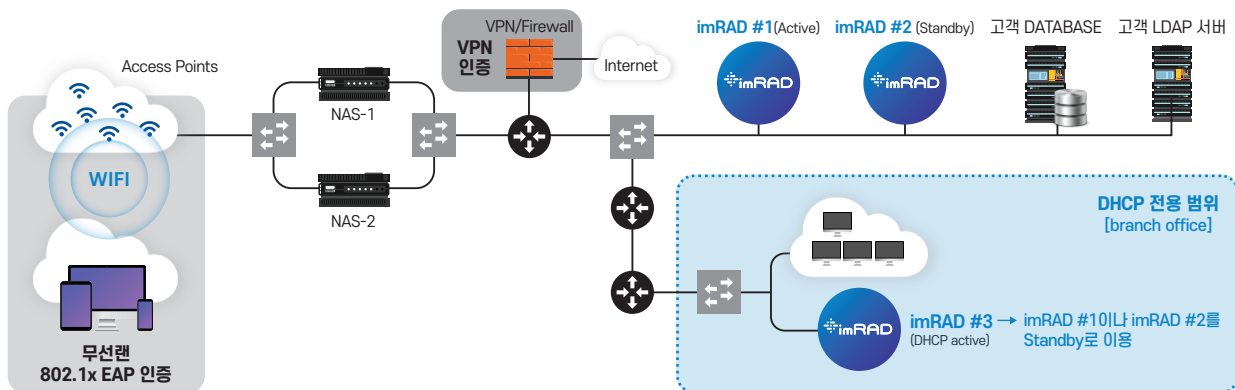 Access Points
WIFI
무선랜
802.1x EAP 인증
NAS-1
NAS-2
VPN/Firewall
VPN
인증
Internet
imRAD #1(Active)
imRAD
imRAD #2 (Standby)
imRAD
고객 DATABASE
고객 LDAP 서버
DHCP 전용 범위
[branch office]
imRAD
imRAD #3 → imRAD #1이나 imRAD #2를
(DHCP active)
Standby로 이용